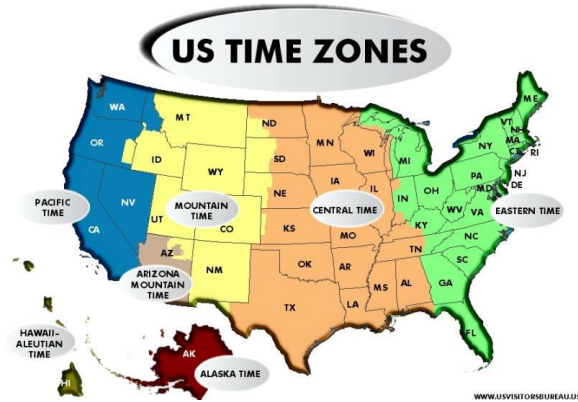 US TIME ZONES
WA
MT
ND
ME
VT
NH
MN
OR
ID
SD
WI
MI
NY
MA
CT
RI
WY
IA
PA
NJ
NE
IL
IN
OH
MD
DE
PACIFIC
TIME
NV
UT
MOUNTAIN
TIME
CO
CENTRAL TIME
WV
VA
EASTERN TIME
CA
KS
MO
KY
AZ
OK
AR
TN
NC
ARIZONA
MOUNTAIN
TIME
NM
SC
MS
AL
GA
TX
LA
HAWAII-
ALEUTIAN
TIME
FL
AK
ALASKA TIME
HI
WWW.USVISITORSBUREAU.US